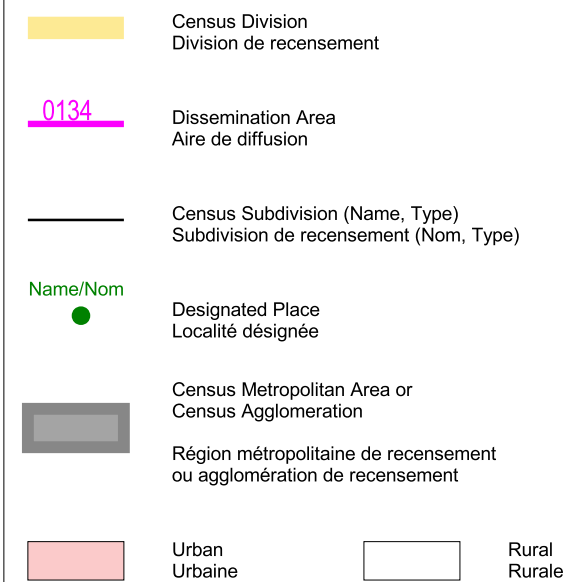 Census Division
Division de recensement
0134
Dissemination Area
Aire de diffusion
Census Subdivision (Name, Type)
Subdivision de recensement (Nom, Type)
Name/Nom
Designated Place
Localité désignée
Census Metropolitan Area or
Census Agglomeration
Région métropolitaine de recensement
ou agglomération de recensement
Urban
Urbaine
Rural
Rurale